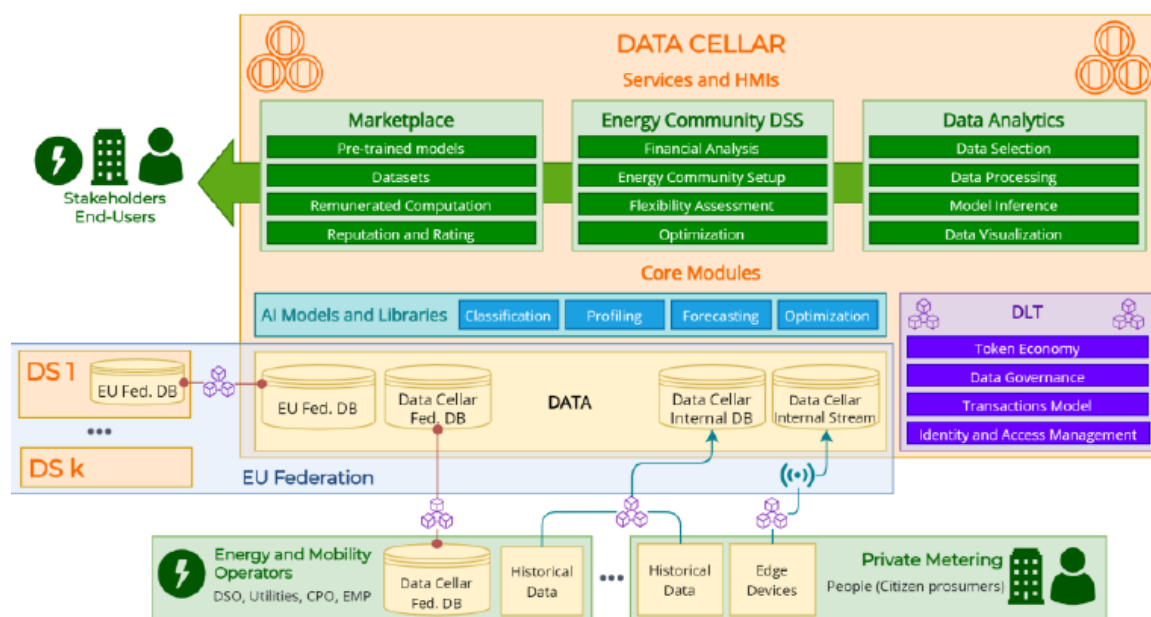 DATA CELLAR
Services and HMIs
Marketplace
Pre-trained models
Datasets
Remunerated Computation
Reputation and Rating
Energy Community DSS
Financial Analysis
Energy Community Setup
Flexibility Assessment
Optimization
Data Analytics
Data Selection
Data Processing
Model Inference
Data Visualization
Stakeholders
End-Users
Core Modules
AI Models and Libraries
Classification
Profiling
Forecasting
Optimization
DLT
Token Economy
Data Governance
Transactions Model
Identity and Access Management
DS 1
EU Fed. DB
•••
DS k
EU Fed. DB
Data Cellar
Fed. DB
DATA
Data Cellar
Internal DB
Data Cellar
Internal Stream
EU Federation
Energy and Mobility
Operators
DSO, Utilities, CPO, EMP
Data Cellar
Fed. DB
Historical
Data
•••
Historical
Data
Edge
Devices
Private Metering
People (Citizen prosumers)